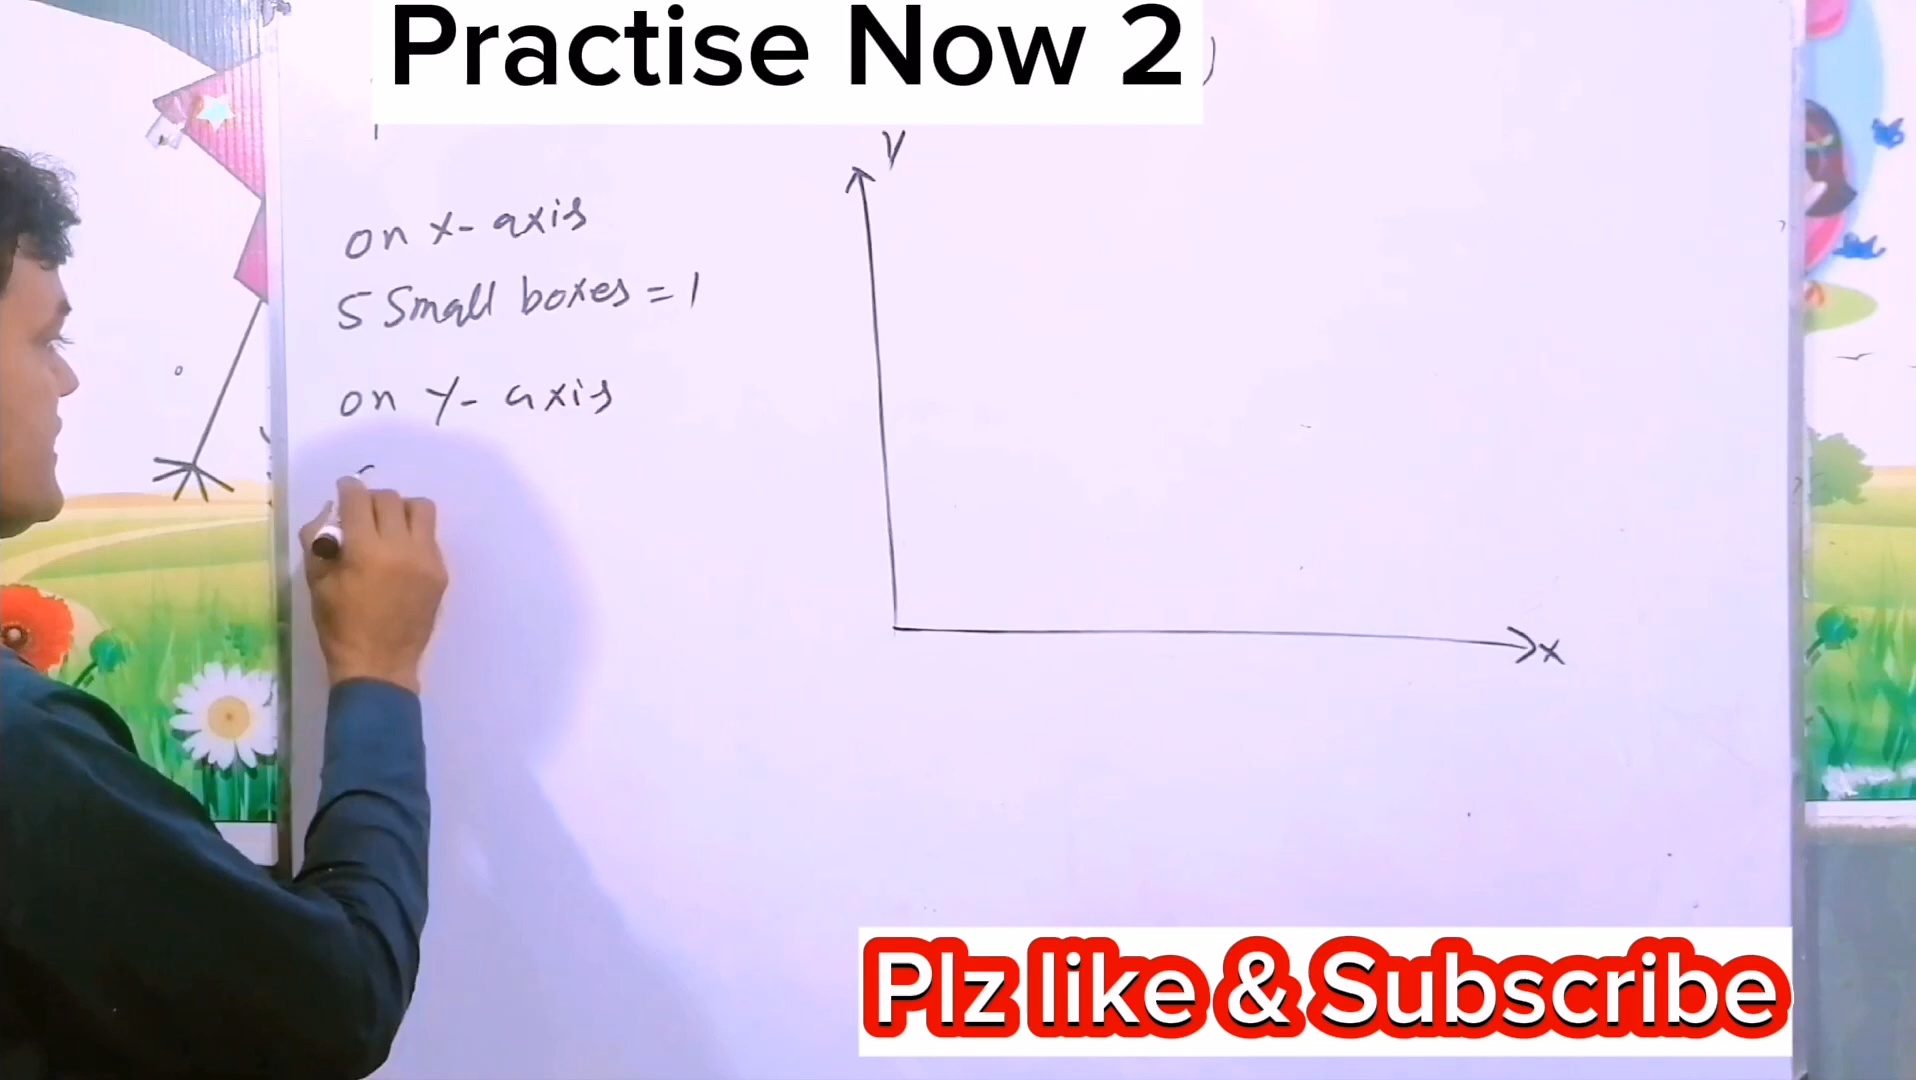 Practise Now 2
)
Y
on x-axis
5 Small boxes = 1
on y-axis
X
Plz like & Subscribe